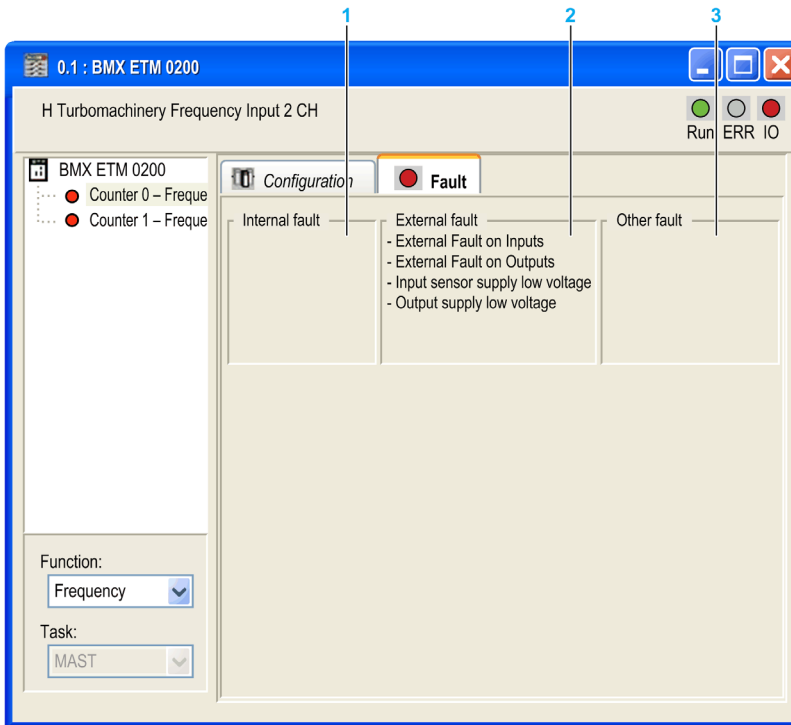 1 2 3
0.1 : BMX ETM 0200
H Turbomachinery Frequency Input 2 CH
Run ERR IO
BMX ETM 0200
Counter 0 – Freque
Counter 1 – Freque
Configuration
Fault
Internal fault
External fault
- External Fault on Inputs
- External Fault on Outputs
- Input sensor supply low voltage
- Output supply low voltage
Other fault
Function:
Frequency
Task:
MAST